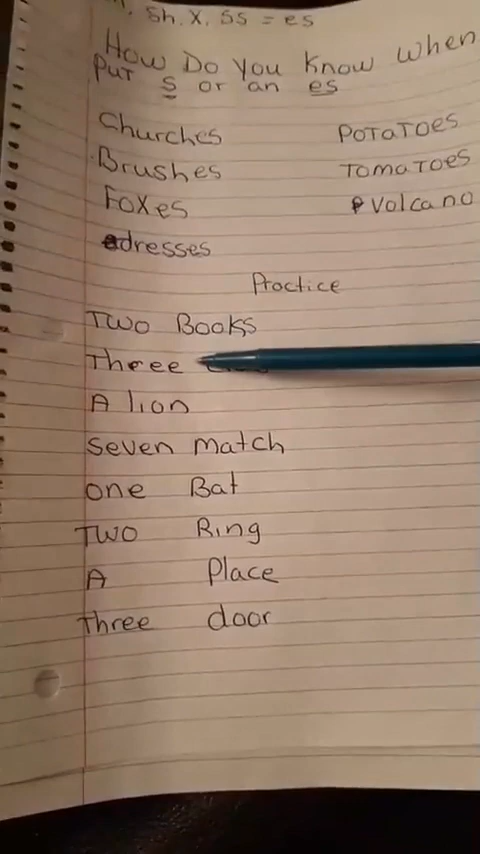 Sh. X, SS = es
How Do You Know When
Put s or an es
Churches
Brushes
Foxes
adresses
Potatoes
Tomatoes
Volcano
Practice
Two Books
Three
A lion
Seven match
one Bat
Two Ring
A Place
Three door